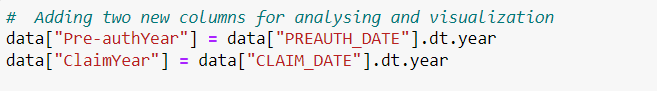 #  Adding two new columns for analysing and visualization
data["Pre-authYear"] = data["PREAUTH_DATE"].dt.year
data["ClaimYear"] = data["CLAIM_DATE"].dt.year